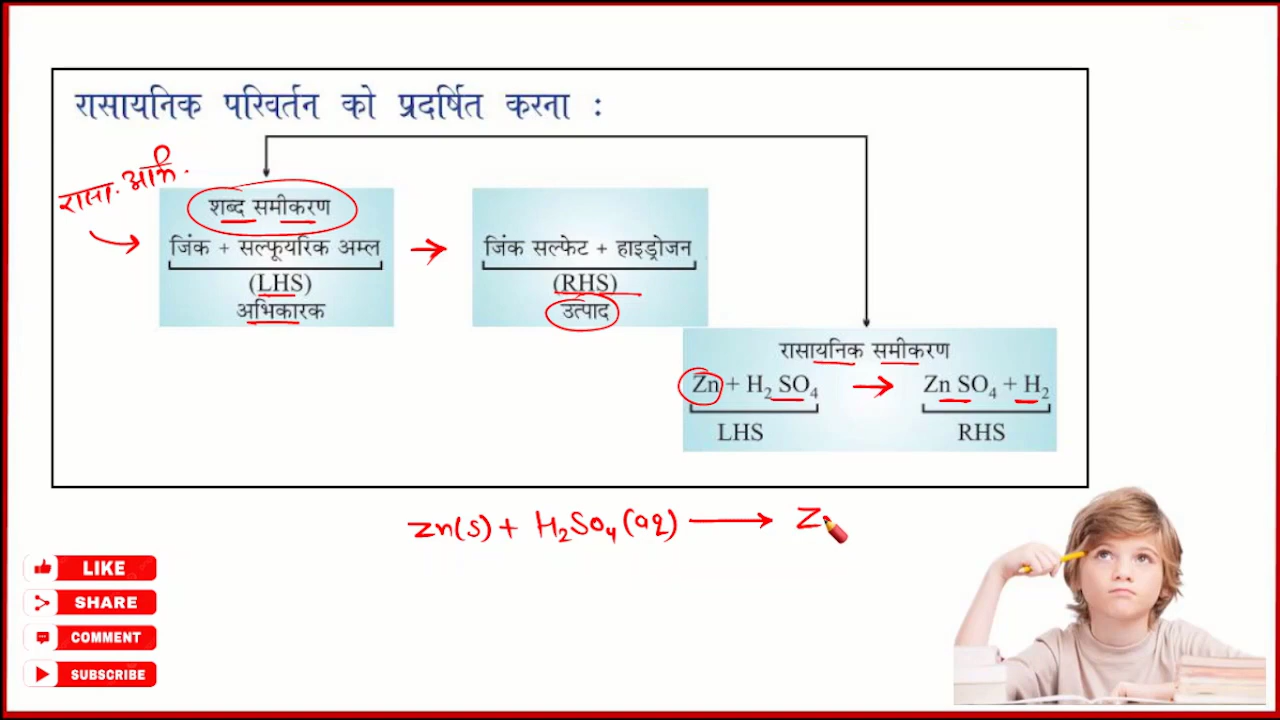 रासायनिक परिवर्तन को प्रदर्षित करना :
रासा. अभि.
शब्द समीकरण
जिंक + सल्फूयरिक अम्ल → जिंक सल्फेट + हाइड्रोजन
(LHS) (RHS)
अभिकारक उत्पाद
रासायनिक समीकरण
Zn + H₂ SO₄ → Zn SO₄ + H₂
LHS RHS
Zn(s) + H₂SO₄(aq) ⟶ Z
LIKE
SHARE
COMMENT
SUBSCRIBE